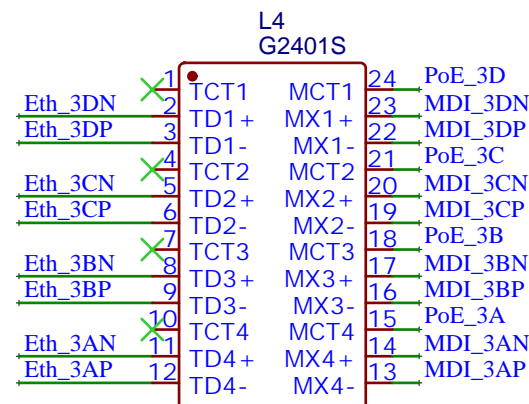 L4
G2401S
1 TCT1 MCT1 24 PoE_3D
Eth_3DN 2 TD1+ MX1+ 23 MDI_3DN
Eth_3DP 3 TD1- MX1- 22 MDI_3DP
4 TCT2 MCT2 21 PoE_3C
Eth_3CN 5 TD2+ MX2+ 20 MDI_3CN
Eth_3CP 6 TD2- MX2- 19 MDI_3CP
7 TCT3 MCT3 18 PoE_3B
Eth_3BN 8 TD3+ MX3+ 17 MDI_3BN
Eth_3BP 9 TD3- MX3- 16 MDI_3BP
10 TCT4 MCT4 15 PoE_3A
Eth_3AN 11 TD4+ MX4+ 14 MDI_3AN
Eth_3AP 12 TD4- MX4- 13 MDI_3AP